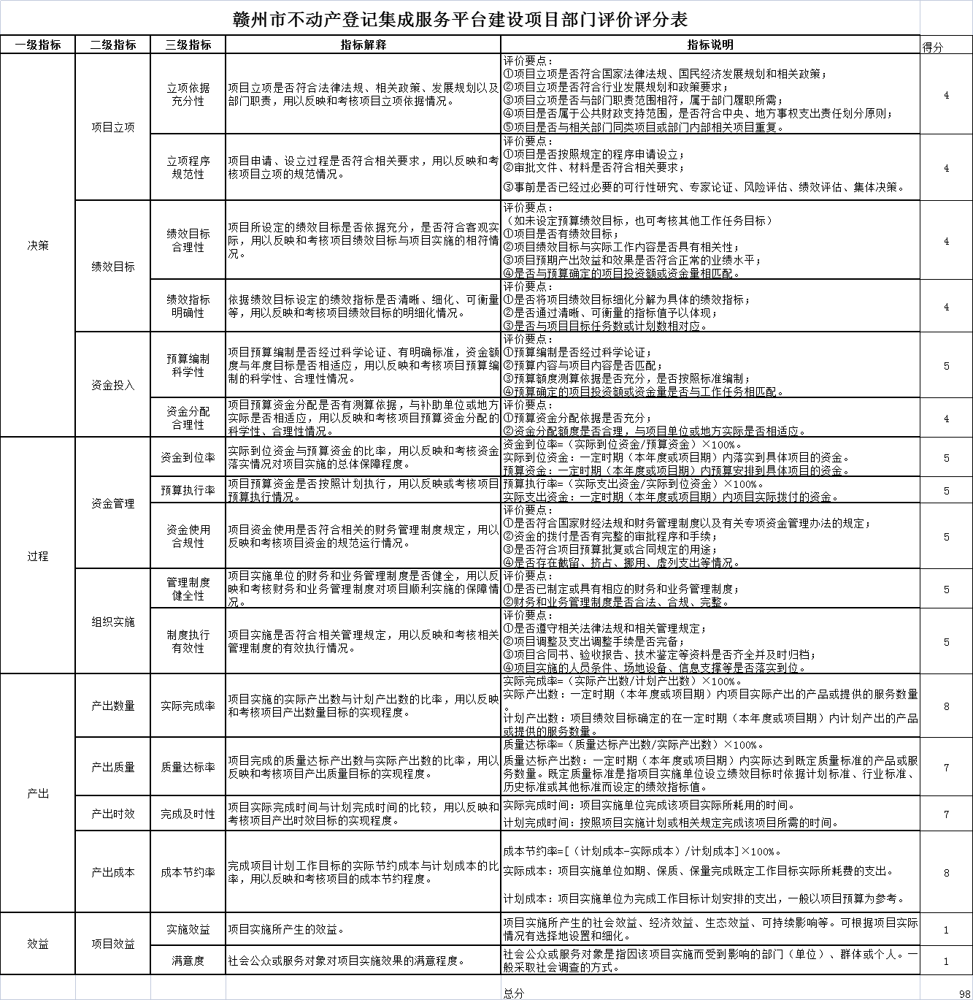 赣州市不动产登记集成服务平台建设项目部门评价评分表
一级指标 二级指标 三级指标 指标解释 指标说明 得分
决策
项目立项
立项依据
充分性
项目立项是否符合法律法规、相关政策、发展规划以及
部门职责，用以反映和考核项目立项依据情况。
评价要点：
①项目立项是否符合国家法律法规、国民经济发展规划和相关政策；
②项目立项是否符合行业发展规划和政策要求；
③项目立项是否与部门职责范围相符，属于部门履职所需；
④项目是否属于公共财政支持范围，是否符合中央、地方事权支出责任划分原则；
⑤项目是否与相关部门同类项目或部门内部相关项目重复。
4
立项程序
规范性
项目申请、设立过程是否符合相关要求，用以反映和考
核项目立项的规范情况。
评价要点：
①项目是否按照规定的程序申请设立；
②审批文件、材料是否符合相关要求；
③事前是否已经过必要的可行性研究、专家论证、风险评估、绩效评估、集体决策。
4
绩效目标
绩效目标
合理性
项目所设定的绩效目标是否依据充分，是否符合客观实
际，用以反映和考核项目绩效目标与项目实施的相符情
况。
评价要点：
（如未设定预算绩效目标，也可考核其他工作任务目标）
①项目是否有绩效目标；
②项目绩效目标与实际工作内容是否具有相关性；
③项目预期产出效益和效果是否符合正常的业绩水平；
④是否与预算确定的项目投资额或资金量相匹配。
4
绩效指标
明确性
依据绩效目标设定的绩效指标是否清晰、细化、可衡量
等，用以反映和考核项目绩效目标的明细化情况。
评价要点：
①是否将项目绩效目标细化分解为具体的绩效指标；
②是否通过清晰、可衡量的指标值予以体现；
③是否与项目目标任务数或计划数相对应。
4
资金投入
预算编制
科学性
项目预算编制是否经过科学论证、有明确标准，资金额
度与年度目标是否相适应，用以反映和考核项目预算编
制的科学性、合理性情况。
评价要点：
①预算编制是否经过科学论证；
②预算内容与项目内容是否匹配；
③预算额度测算依据是否充分，是否按照标准编制；
④预算确定的项目投资额或资金量是否与工作任务相匹配。
5
资金分配
合理性
项目预算资金分配是否有测算依据，与补助单位或地方
实际是否相适应，用以反映和考核项目预算资金分配的
科学性、合理性情况。
评价要点：
①预算资金分配依据是否充分；
②资金分配额度是否合理，与项目单位或地方实际是否相适应。
4
过程
资金管理
资金到位率
实际到位资金与预算资金的比率，用以反映和考核资金
落实情况对项目实施的总体保障程度。
资金到位率=（实际到位资金/预算资金）×100%。
实际到位资金：一定时期（本年度或项目期）内落实到具体项目的资金。
预算资金：一定时期（本年度或项目期）内预算安排到具体项目的资金。
5
预算执行率
项目预算资金是否按照计划执行，用以反映或考核项目
预算执行情况。
预算执行率=（实际支出资金/实际到位资金）×100%。
实际支出资金：一定时期（本年度或项目期）内项目实际拨付的资金。
5
资金使用
合规性
项目资金使用是否符合相关的财务管理制度规定，用以
反映和考核项目资金的规范运行情况。
评价要点：
①是否符合国家财经法规和财务管理制度以及有关专项资金管理办法的规定；
②资金的拨付是否有完整的审批程序和手续；
③是否符合项目预算批复或合同规定的用途；
④是否存在截留、挤占、挪用、虚列支出等情况。
5
组织实施
管理制度
健全性
项目实施单位的财务和业务管理制度是否健全，用以反
映和考核财务和业务管理制度对项目顺利实施的保障情
况。
评价要点：
①是否已制定或具有相应的财务和业务管理制度；
②财务和业务管理制度是否合法、合规、完整。
5
制度执行
有效性
项目实施是否符合相关管理规定，用以反映和考核相关
管理制度的有效执行情况。
评价要点：
①是否遵守相关法律法规和相关管理规定；
②项目调整及支出调整手续是否完备；
③项目合同书、验收报告、技术鉴定等资料是否齐全并及时归档；
④项目实施的人员条件、场地设备、信息支撑等是否落实到位。
5
产出
产出数量
实际完成率
项目实施的实际产出数与计划产出数的比率，用以反映
和考核项目产出数量目标的实现程度。
实际完成率=（实际产出数/计划产出数）×100%。
实际产出数：一定时期（本年度或项目期）内项目实际产出的产品或提供的服务数量
。
计划产出数：项目绩效目标确定的在一定时期（本年度或项目期）内计划产出的产品
或提供的服务数量。
8
产出质量
质量达标率
项目完成的质量达标产出数与实际产出数的比率，用以
反映和考核项目产出质量目标的实现程度。
质量达标率=（质量达标产出数/实际产出数）×100%。
质量达标产出数：一定时期（本年度或项目期）内实际达到既定质量标准的产品或服
务数量。既定质量标准是指项目实施单位设立绩效目标时依据计划标准、行业标准、
历史标准或其他标准而设定的绩效指标值。
7
产出时效
完成及时性
项目实际完成时间与计划完成时间的比较，用以反映和
考核项目产出时效目标的实现程度。
实际完成时间：项目实施单位完成该项目实际所耗用的时间。
计划完成时间：按照项目实施计划或相关规定完成该项目所需的时间。
7
产出成本
成本节约率
完成项目计划工作目标的实际节约成本与计划成本的比
率，用以反映和考核项目的成本节约程度。
成本节约率=[（计划成本-实际成本）/计划成本]×100%。
实际成本：项目实施单位如期、保质、保量完成既定工作目标实际所耗费的支出。
计划成本：项目实施单位为完成工作目标计划安排的支出，一般以项目预算为参考。
8
效益
项目效益
实施效益
项目实施所产生的效益。
项目实施所产生的社会效益、经济效益、生态效益、可持续影响等。可根据项目实际
情况有选择地设置和细化。
1
满意度
社会公众或服务对象对项目实施效果的满意程度。
社会公众或服务对象是指因该项目实施而受到影响的部门（单位）、群体或个人。一
般采取社会调查的方式。
1
总分 98